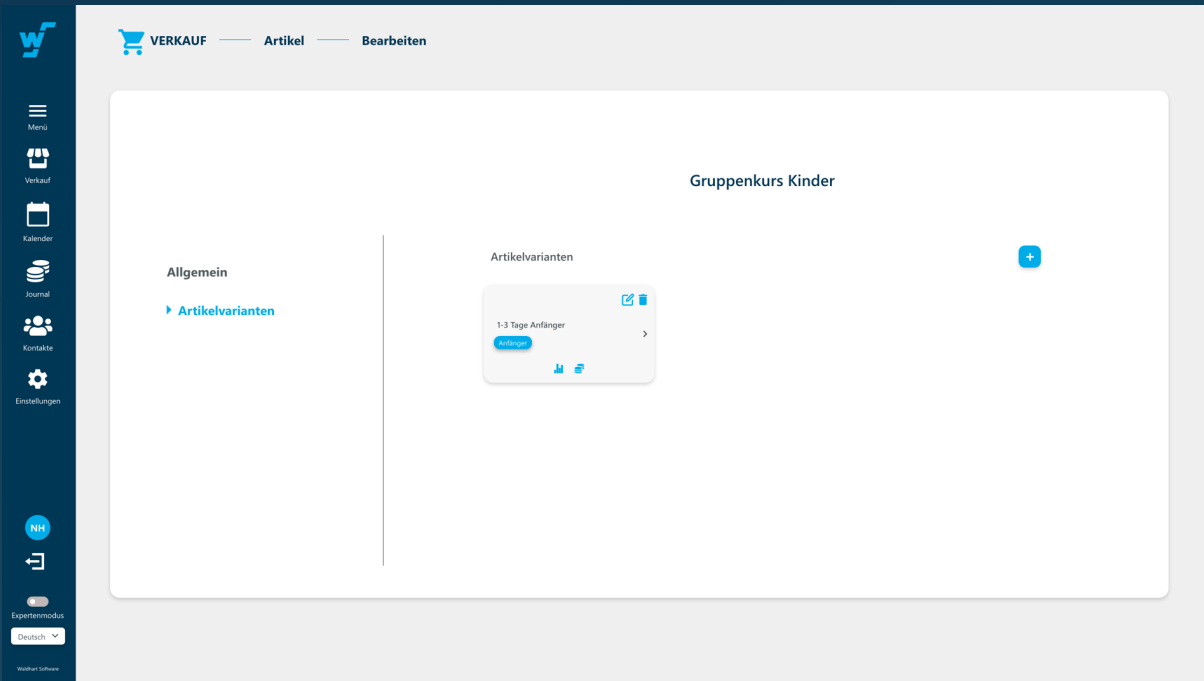 VERKAUF Artikel Bearbeiten
Menü
Verkauf
Kalender
Journal
Kontakte
Einstellungen
NH
Expertenmodus
Deutsch
Waldhart Software
Gruppenkurs Kinder
Allgemein
Artikelvarianten
Artikelvarianten
+
1-3 Tage Anfänger
Anfänger